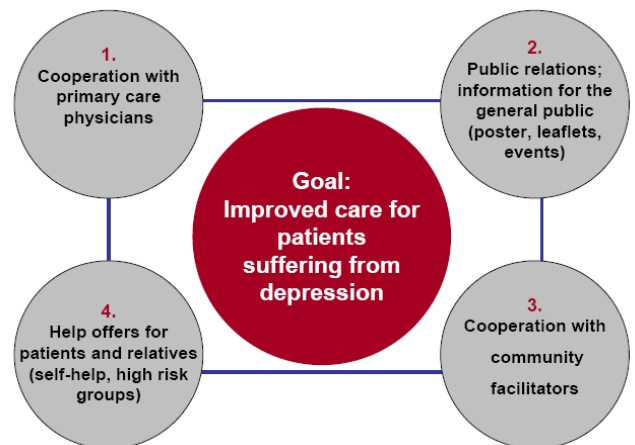 1.
Cooperation with
primary care
physicians
2.
Public relations;
information for the
general public
(poster, leaflets,
events)
Goal:
Improved care for
patients
suffering from
depression
3.
Cooperation with
community
facilitators
4.
Help offers for
patients and relatives
(self-help, high risk
groups)